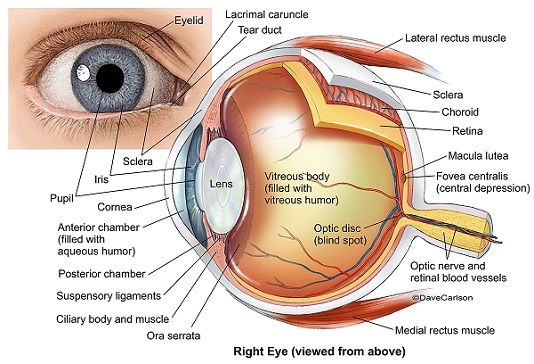 Eyelid
Lacrimal caruncle
Tear duct
Lateral rectus muscle
Sclera
Choroid
Retina
Macula lutea
Fovea centralis
(central depression)
Sclera
Iris
Pupil
Cornea
Lens
Vitreous body
(filled with
vitreous humor)
Anterior chamber
(filled with
aqueous humor)
Optic disc
(blind spot)
Posterior chamber
Optic nerve and
retinal blood vessels
Suspensory ligaments
©DaveCarlson
Ciliary body and muscle
Ora serrata
Medial rectus muscle
Right Eye (viewed from above)